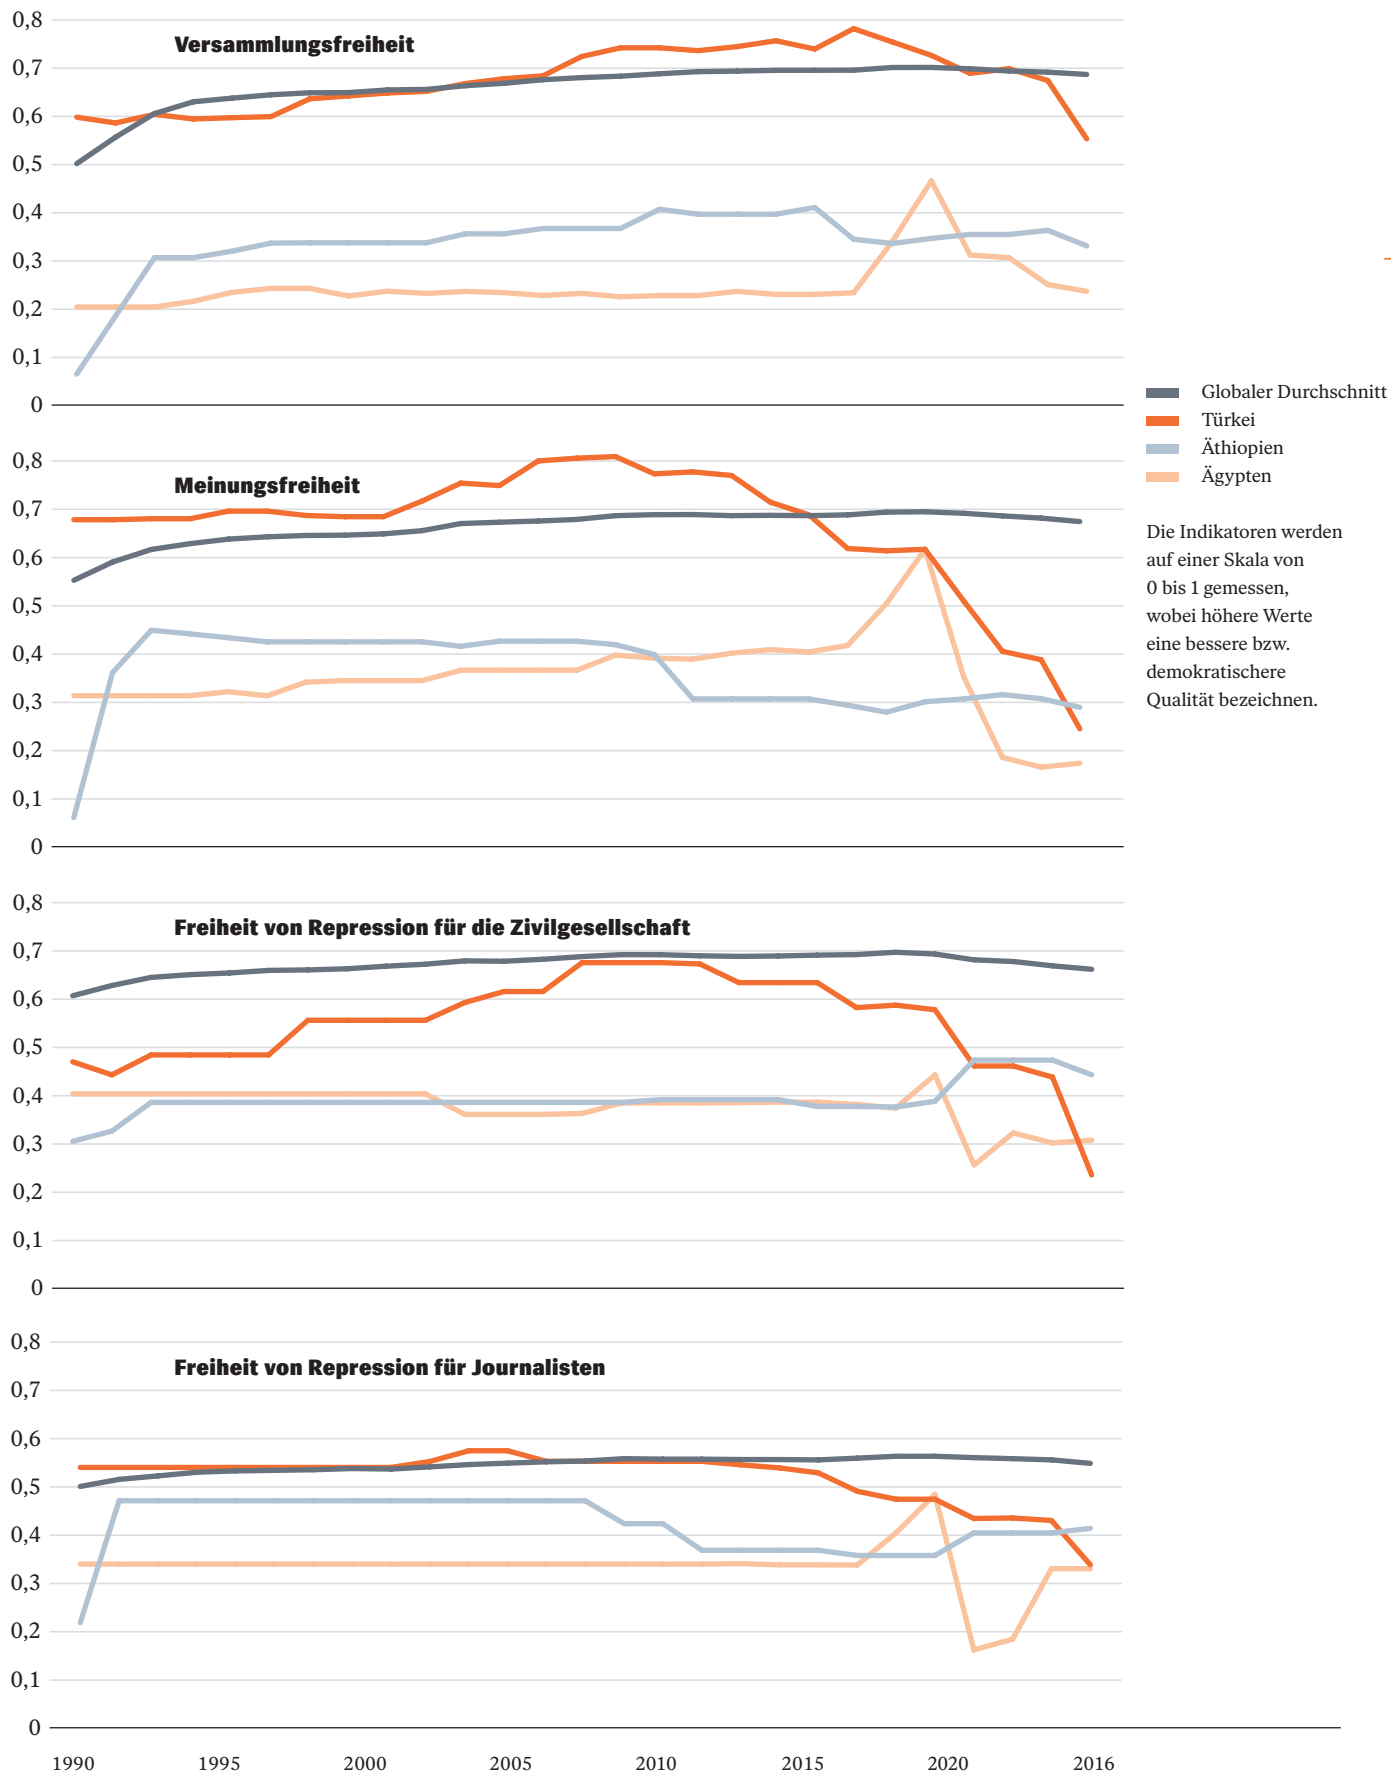 0,8
Versammlungsfreiheit
0,7
0,6
0,5
0,4
0,3
0,2
0,1
0
Globaler Durchschnitt
Türkei
Äthiopien
Ägypten
Die Indikatoren werden
auf einer Skala von
0 bis 1 gemessen,
wobei höhere Werte
eine bessere bzw.
demokratischere
Qualität bezeichnen.
0,8
Meinungsfreiheit
0,7
0,6
0,5
0,4
0,3
0,2
0,1
0
0,8
Freiheit von Repression für die Zivilgesellschaft
0,7
0,6
0,5
0,4
0,3
0,2
0,1
0
0,8
Freiheit von Repression für Journalisten
0,7
0,6
0,5
0,4
0,3
0,2
0,1
0
1990 1995 2000 2005 2010 2015 2020 2016